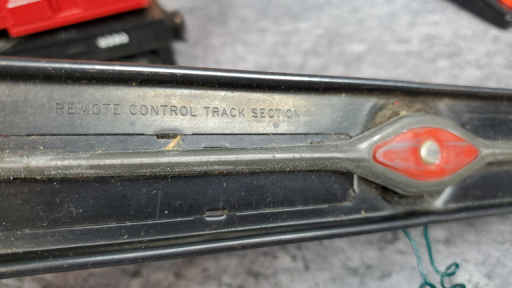 REMOTE CONTROL TRACK SECTION